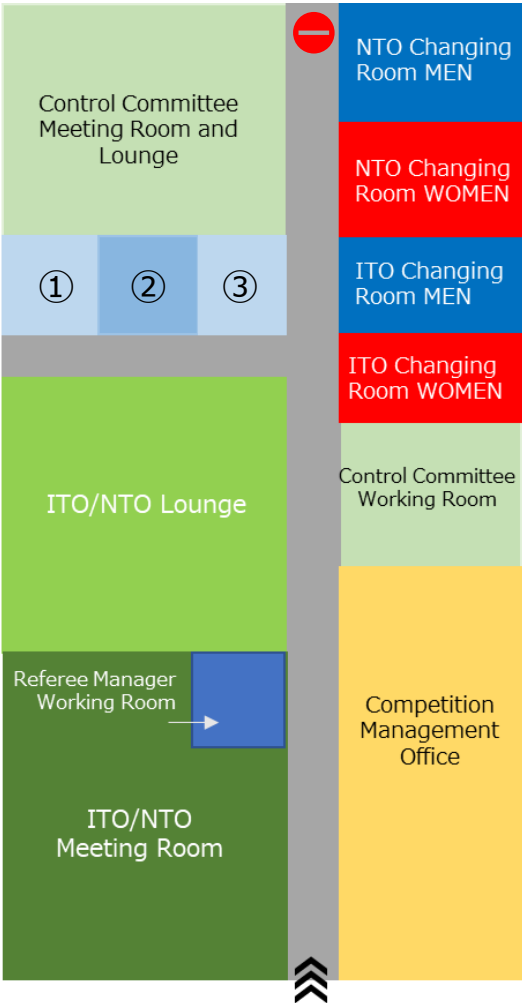 Control Committee
Meeting Room and
Lounge
①
②
③
ITO/NTO Lounge
Referee Manager
Working Room
ITO/NTO
Meeting Room
NTO Changing
Room MEN
NTO Changing
Room WOMEN
ITO Changing
Room MEN
ITO Changing
Room WOMEN
Control Committee
Working Room
Competition
Management
Office